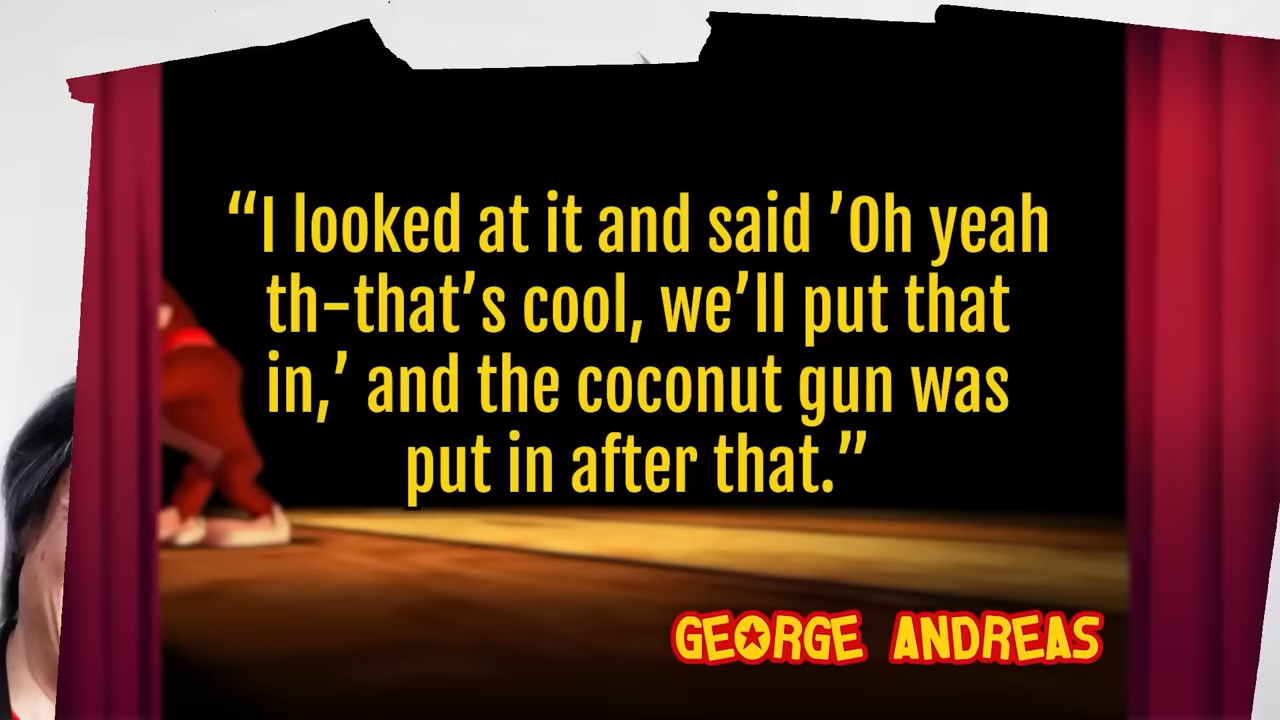 “I looked at it and said ’Oh yeah
th-that’s cool, we’ll put that
in,’ and the coconut gun was
put in after that.”
GEORGE ANDREAS